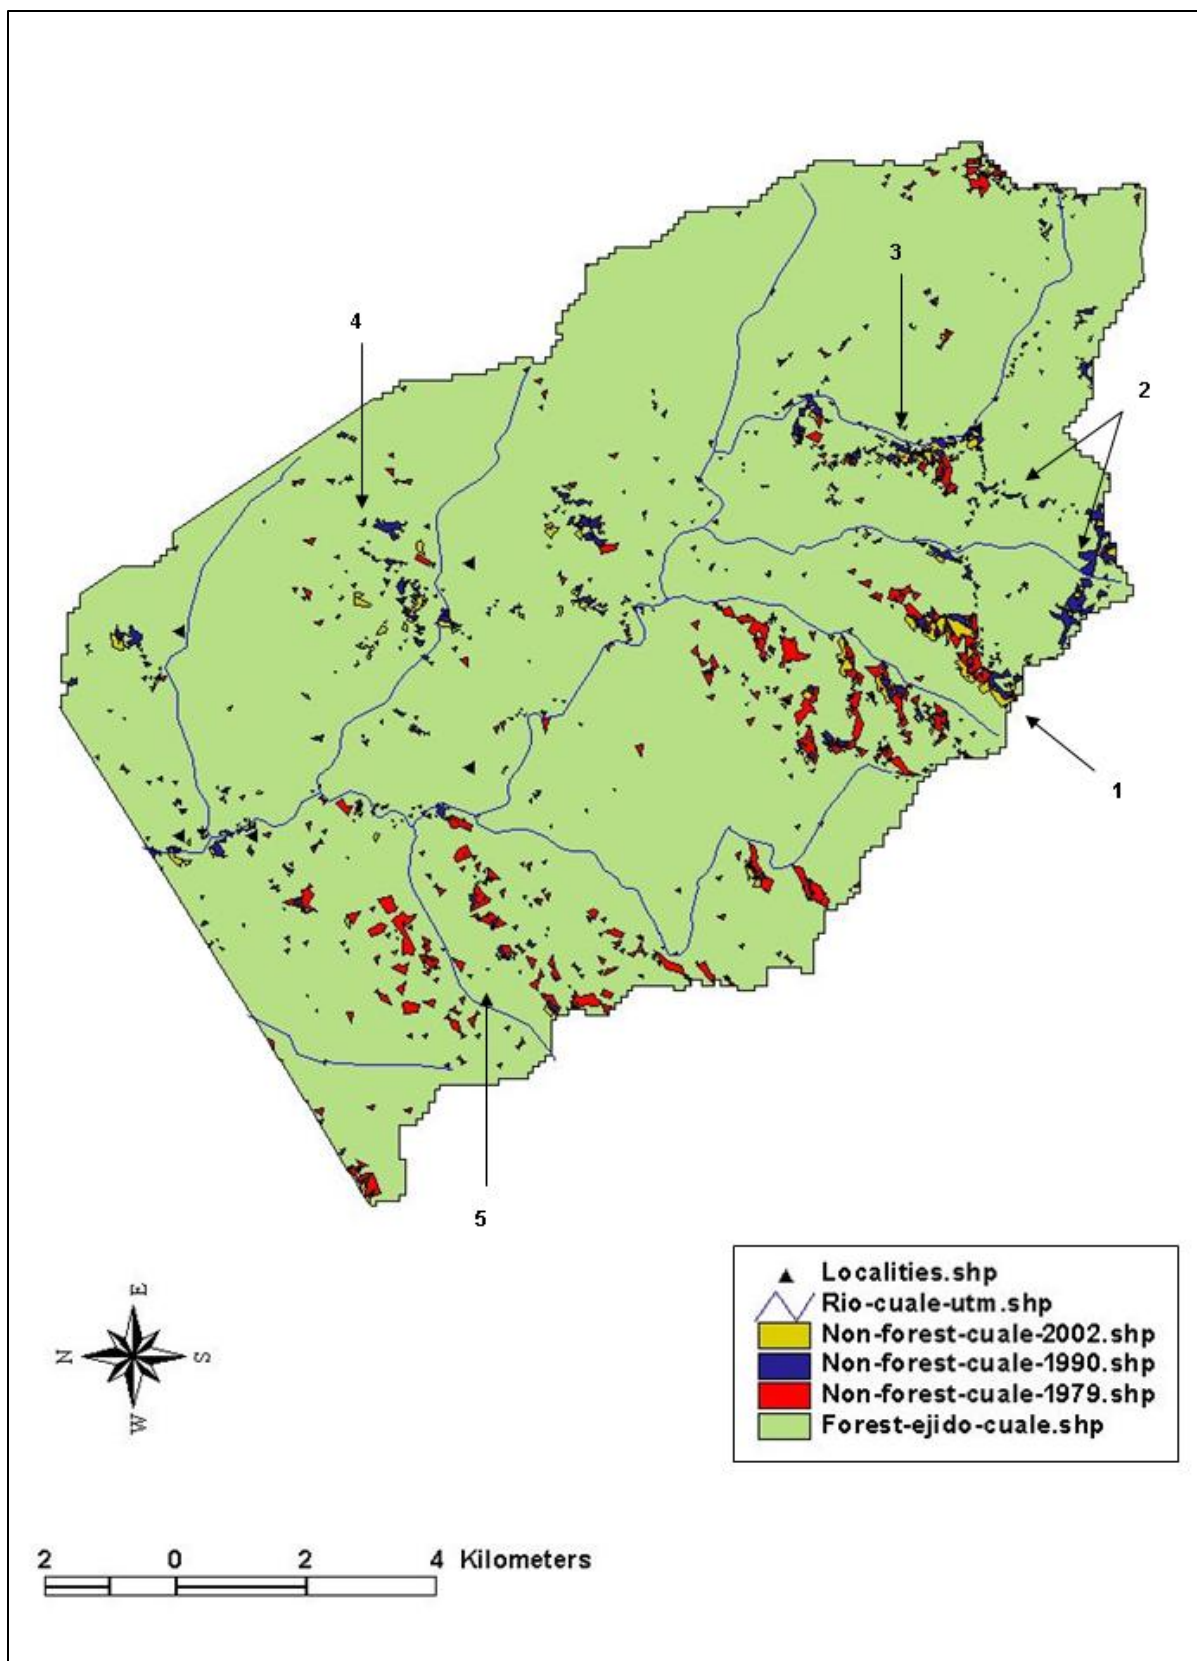 3
4
2
1
5
Localities.shp
Rio-cuale-utm.shp
Non-forest-cuale-2002.shp
Non-forest-cuale-1990.shp
Non-forest-cuale-1979.shp
Forest-ejido-cuale.shp
E
N S
W
2 0 2 4 Kilometers